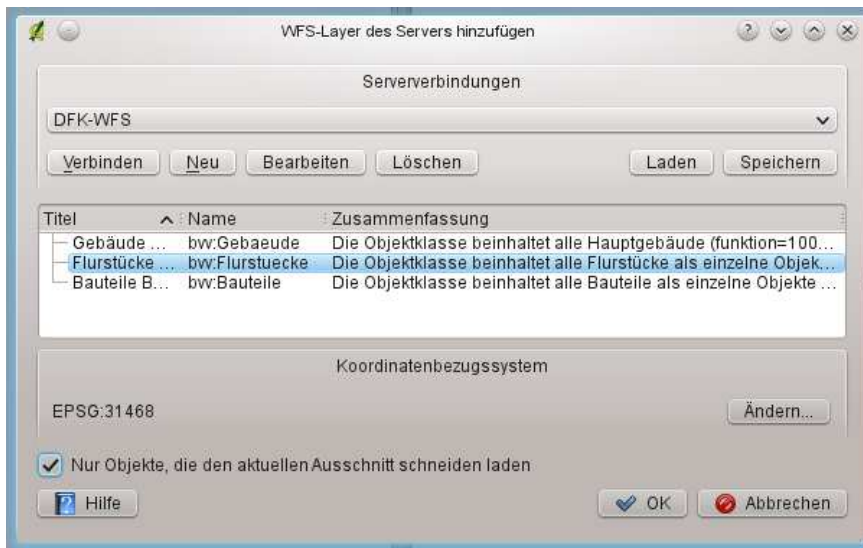 WFS-Layer des Servers hinzufügen
Serververbindungen
DFK-WFS
Verbinden Neu Bearbeiten Löschen Laden Speichern
Titel Name Zusammenfassung
Gebäude ... bw:Gebaeude Die Objektklasse beinhaltet alle Hauptgebäude (funktion=100...
Flurstücke ... bw:Flurstuecke Die Objektklasse beinhaltet alle Flurstücke als einzelne Objek...
Bauteile B... bw:Bauteile Die Objektklasse beinhaltet alle Bauteile als einzelne Objekte ...
Koordinatenbezugssystem
EPSG:31468 Ändern...
Nur Objekte, die den aktuellen Ausschnitt schneiden laden
Hilfe OK Abbrechen